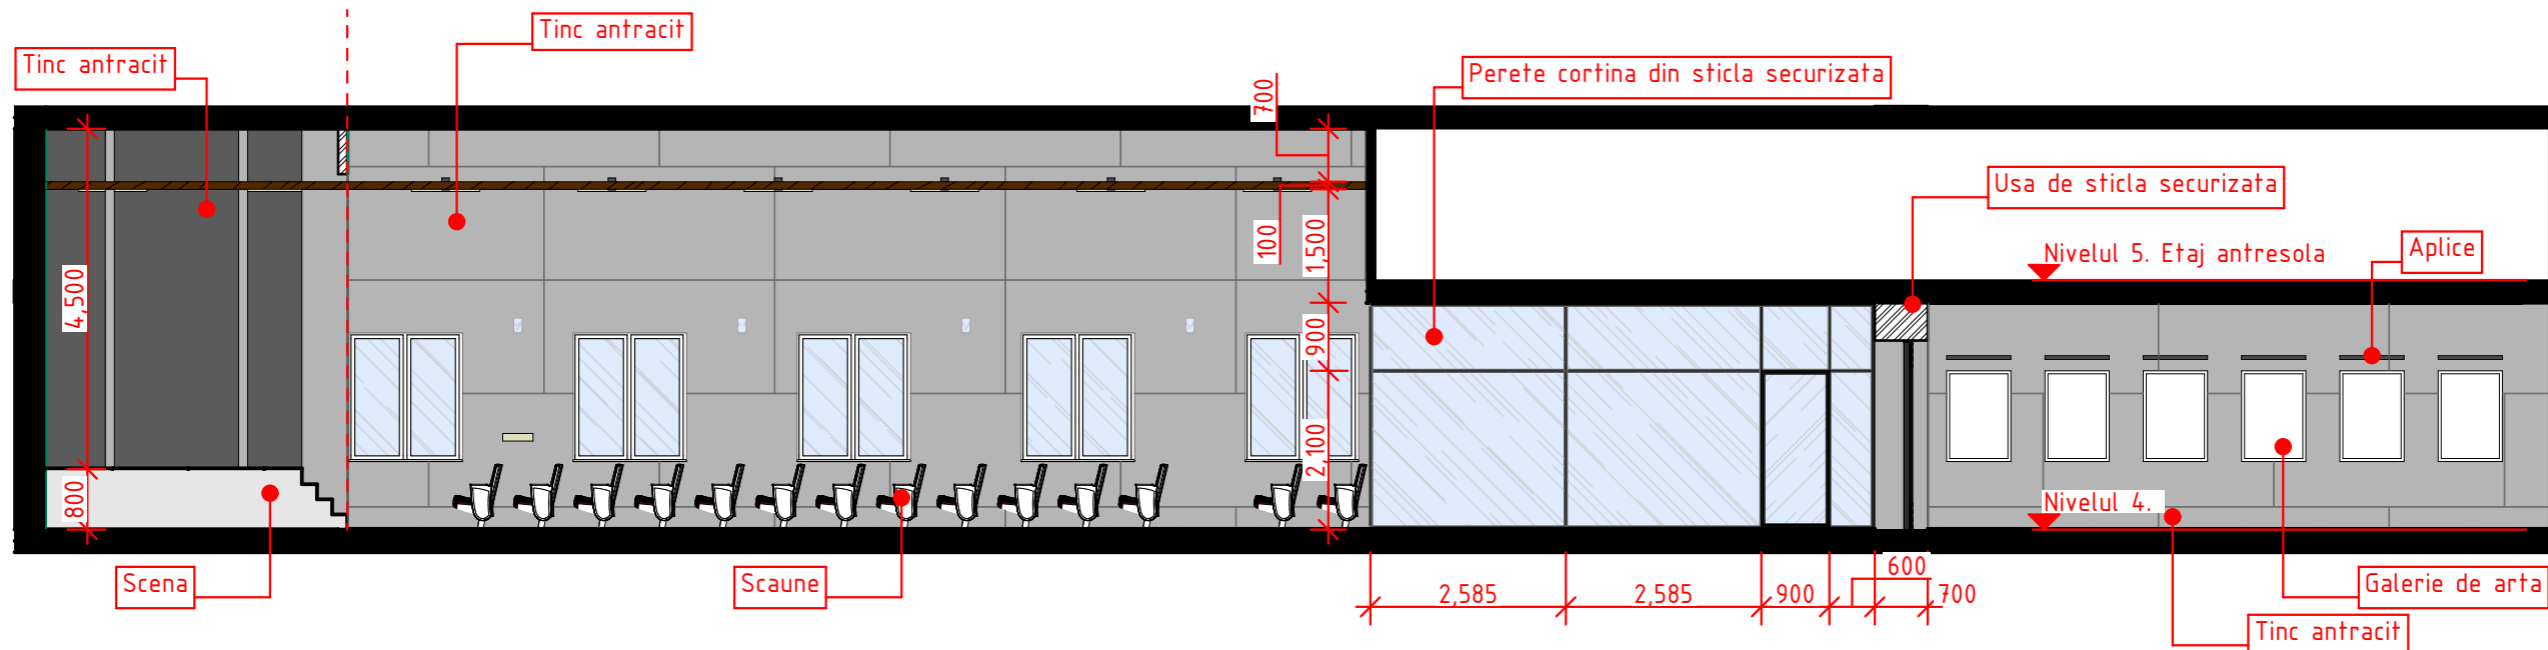 Tinc antracit
Tinc antracit
Perete cortina din sticla securizata
700
Usa de sticla securizata
Nivelul 5. Etaj antresola
Aplice
4,500
100
1,500
900
2,100
800
Nivelul 4.
Scena
Scaune
2,585
2,585
900
600
700
Galerie de arta
Tinc antracit